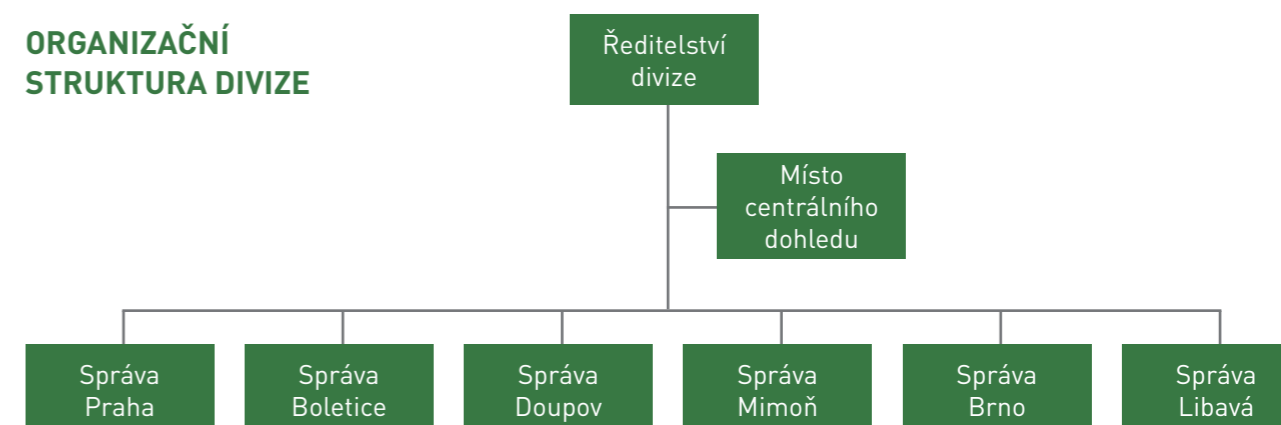 ORGANIZAČNÍ
STRUKTURA DIVIZE
Ředitelství
divize
Místo
centrálního
dohledu
Správa
Praha
Správa
Boletice
Správa
Doupov
Správa
Mimoň
Správa
Brno
Správa
Libavá